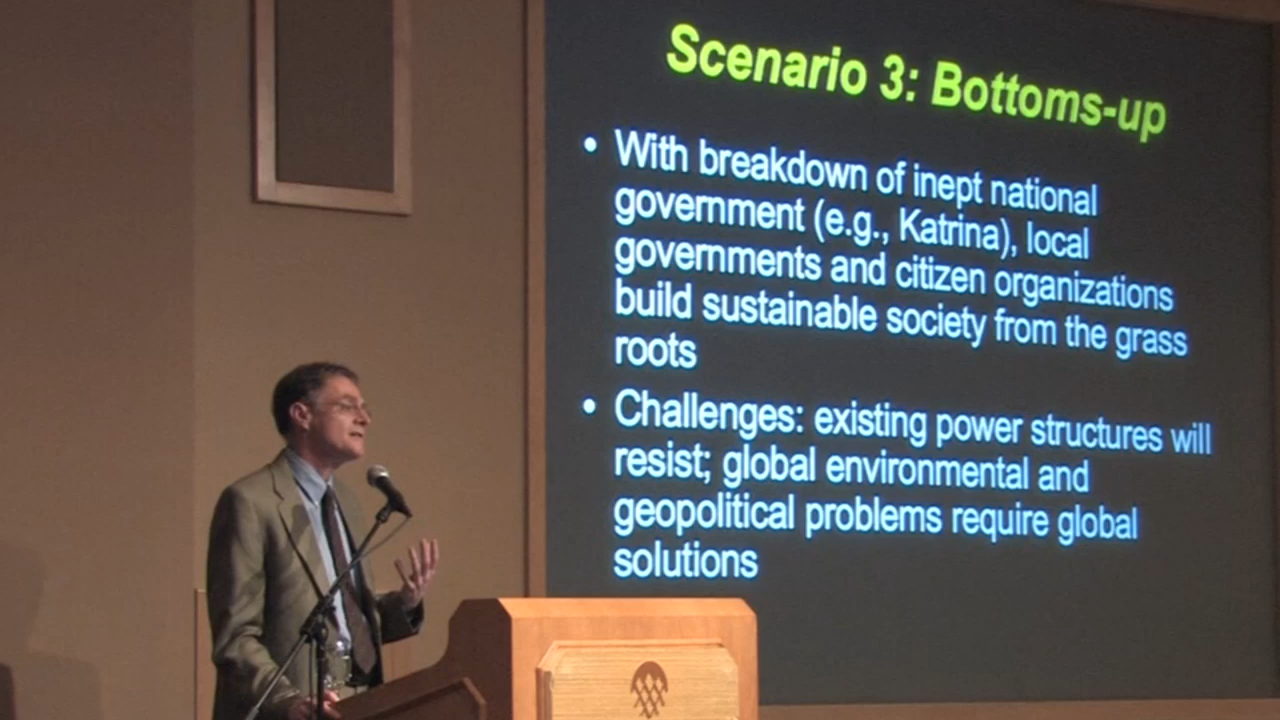 Scenario 3: Bottoms-up
• With breakdown of inept national
government (e.g., Katrina), local
governments and citizen organizations
build sustainable society from the grass
roots
• Challenges: existing power structures will
resist; global environmental and
geopolitical problems require global
solutions